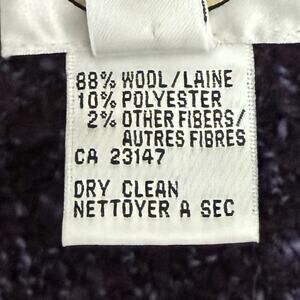 88% WOOL/LAINE
10% POLYESTER
2% OTHER FIBERS/
AUTRES FIBRES
CA 23147
DRY CLEAN
NETTOYER A SEC